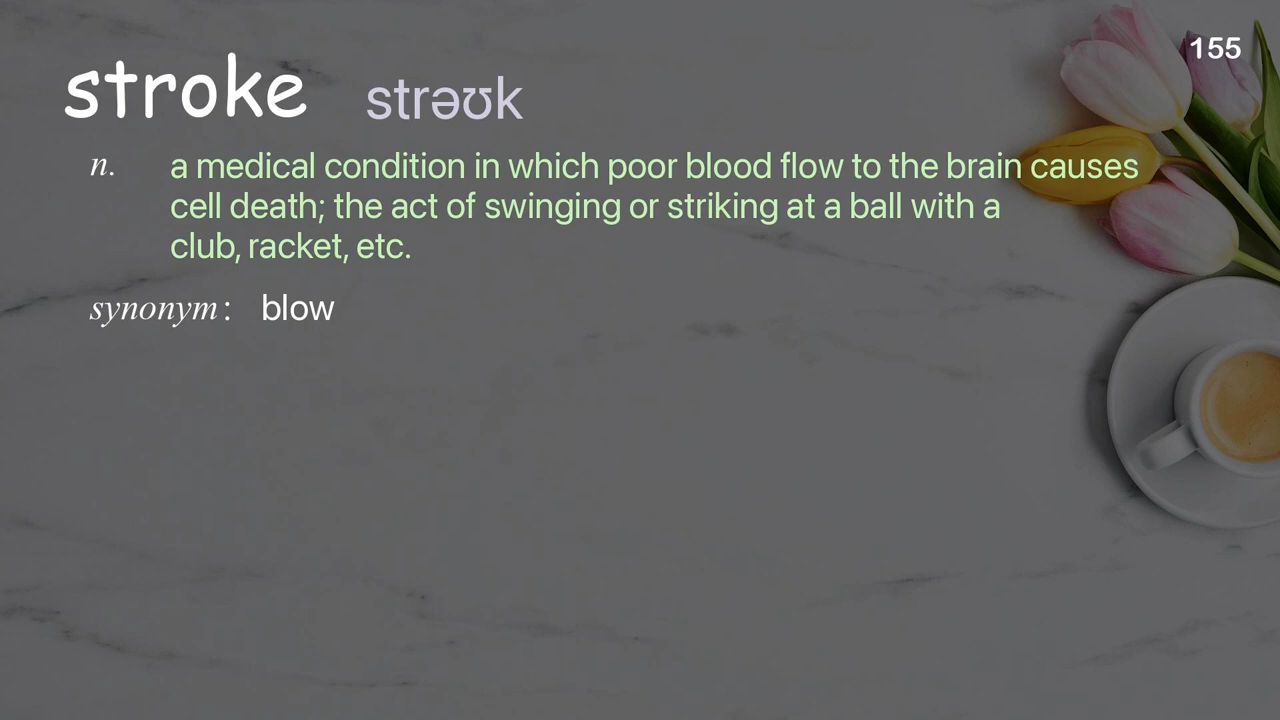 155
stroke strəʊk
n. a medical condition in which poor blood flow to the brain causes
cell death; the act of swinging or striking at a ball with a
club, racket, etc.
synonym: blow